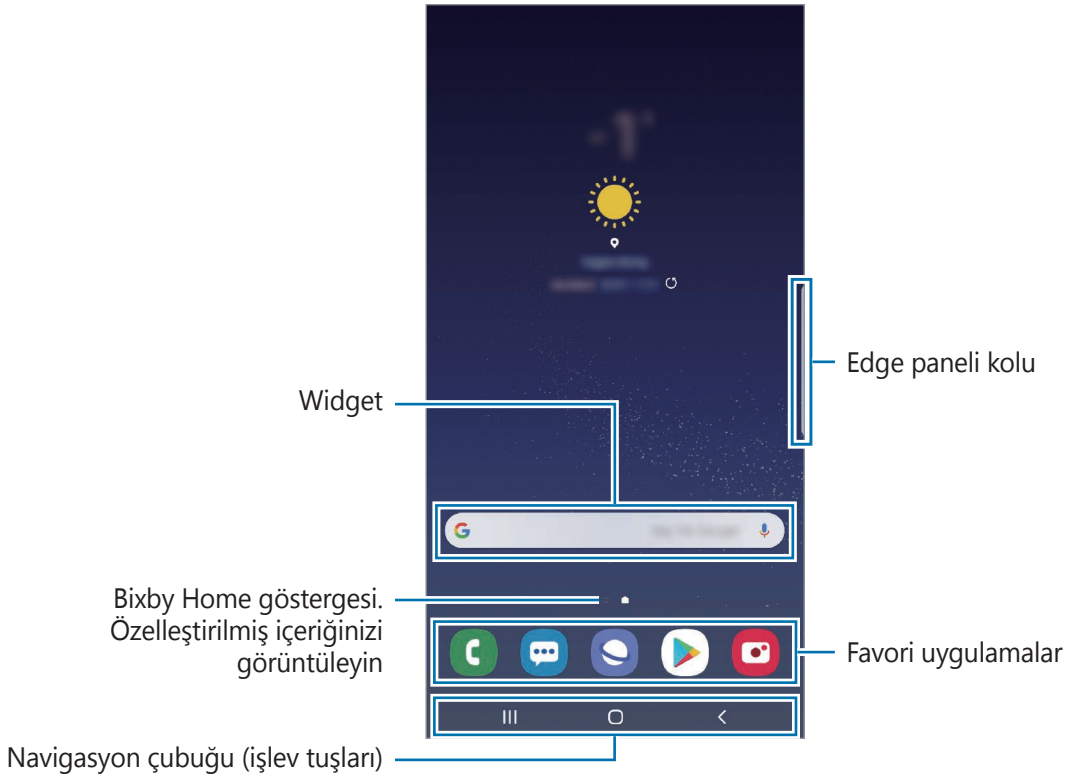 Edge paneli kolu
Widget
Bixby Home göstergesi.
Özelleştirilmiş içeriğinizi
görüntüleyin
Favori uygulamalar
Navigasyon çubuğu (işlev tuşları)